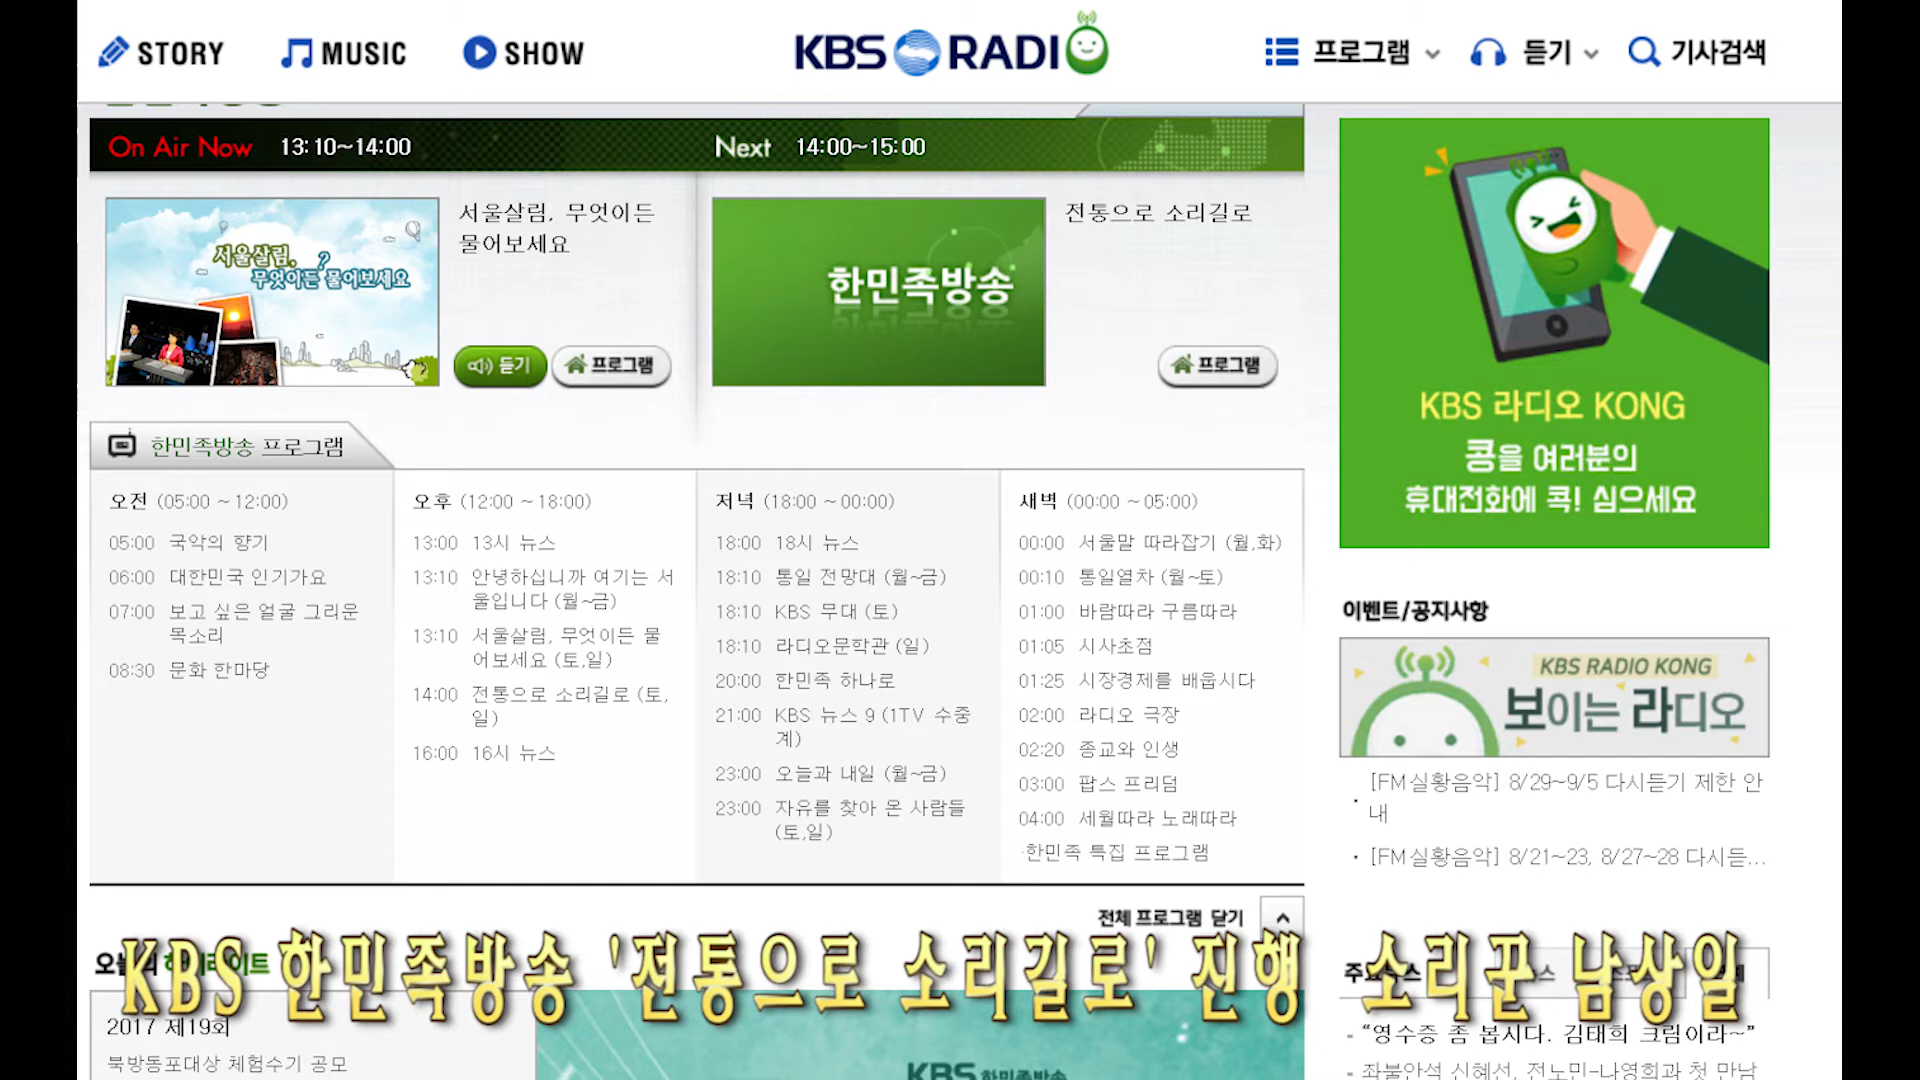 STORY MUSIC SHOW KBS RADIO 프로그램 듣기 기사검색
On Air Now 13:10~14:00 Next 14:00~15:00
서울살림, 무엇이든
물어보세요
서울살림,
무엇이든 물어보세요
듣기 프로그램
전통으로 소리길로
한민족방송
프로그램
KBS 라디오 KONG
콩을 여러분의
휴대전화에 콕! 심으세요
한민족방송 프로그램
오전 (05:00 ~ 12:00)
05:00 국악의 향기
06:00 대한민국 인기가요
07:00 보고 싶은 얼굴 그리운
목소리
08:30 문화 한마당
오후 (12:00 ~ 18:00)
13:00 13시 뉴스
13:10 안녕하십니까 여기는 서
울입니다 (월~금)
13:10 서울살림, 무엇이든 물
어보세요 (토,일)
14:00 전통으로 소리길로 (토,
일)
16:00 16시 뉴스
저녁 (18:00 ~ 00:00)
18:00 18시 뉴스
18:10 통일 전망대 (월~금)
18:10 KBS 무대 (토)
18:10 라디오문학관 (일)
20:00 한민족 하나로
21:00 KBS 뉴스 9 (1TV 수중
계)
23:00 오늘과 내일 (월~금)
23:00 자유를 찾아 온 사람들
(토,일)
새벽 (00:00 ~ 05:00)
00:00 서울말 따라잡기 (월,화)
00:10 통일열차 (월~토)
01:00 바람따라 구름따라
01:05 시사초점
01:25 시장경제를 배웁시다
02:00 라디오 극장
02:20 종교와 인생
03:00 팝스 프리덤
04:00 세월따라 노래따라
·한민족 특집 프로그램
전체 프로그램 닫기
이벤트/공지사항
KBS RADIO KONG
보이는 라디오
· [FM실황음악] 8/29~9/5 다시듣기 제한 안
내
· [FM실황음악] 8/21~23, 8/27~28 다시듣...
KBS 한민족방송 '전통으로 소리길로' 진행 소리꾼 남상일
2017 제19회
북방동포대상 체험수기 공모
KBS 한민족방송
- “영수증 좀 봅시다. 김태희 크림이라~”
- 좌불안석 신혜선, 전노민-나영희과 첫 만남